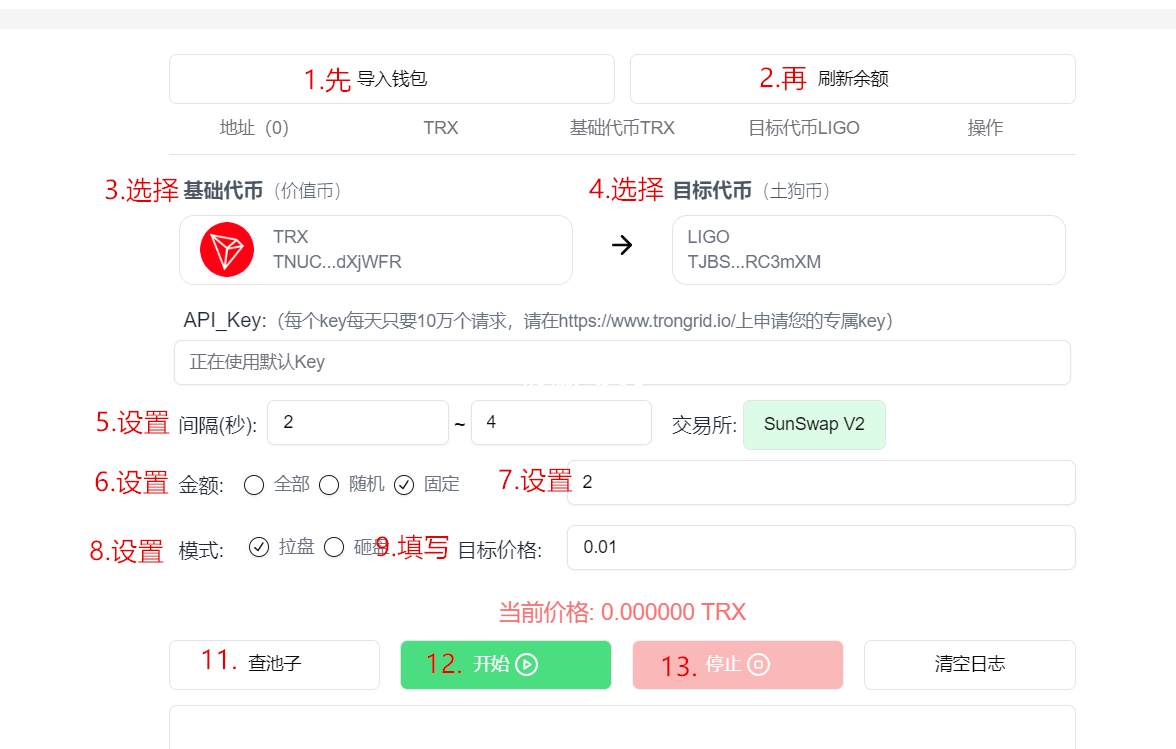 1.先 导入钱包
2.再 刷新余额
地址（0） TRX 基础代币TRX 目标代币LIGO 操作
3.选择 基础代币（价值币）
4.选择 目标代币（土狗币）
TRX
TNUC...dXjWFR
LIGO
TJBS...RC3mXM
API_Key:（每个key每天只要10万个请求，请在https://www.trongrid.io/上申请您的专属key）
正在使用默认Key
5.设置 间隔(秒): 2 ~ 4 交易所: SunSwap V2
6.设置 金额: 全部 随机 固定 7.设置 2
8.设置 模式: 拉盘 砸盘 9.填写 目标价格: 0.01
当前价格: 0.000000 TRX
11. 查池子 12. 开始 13. 停止 清空日志